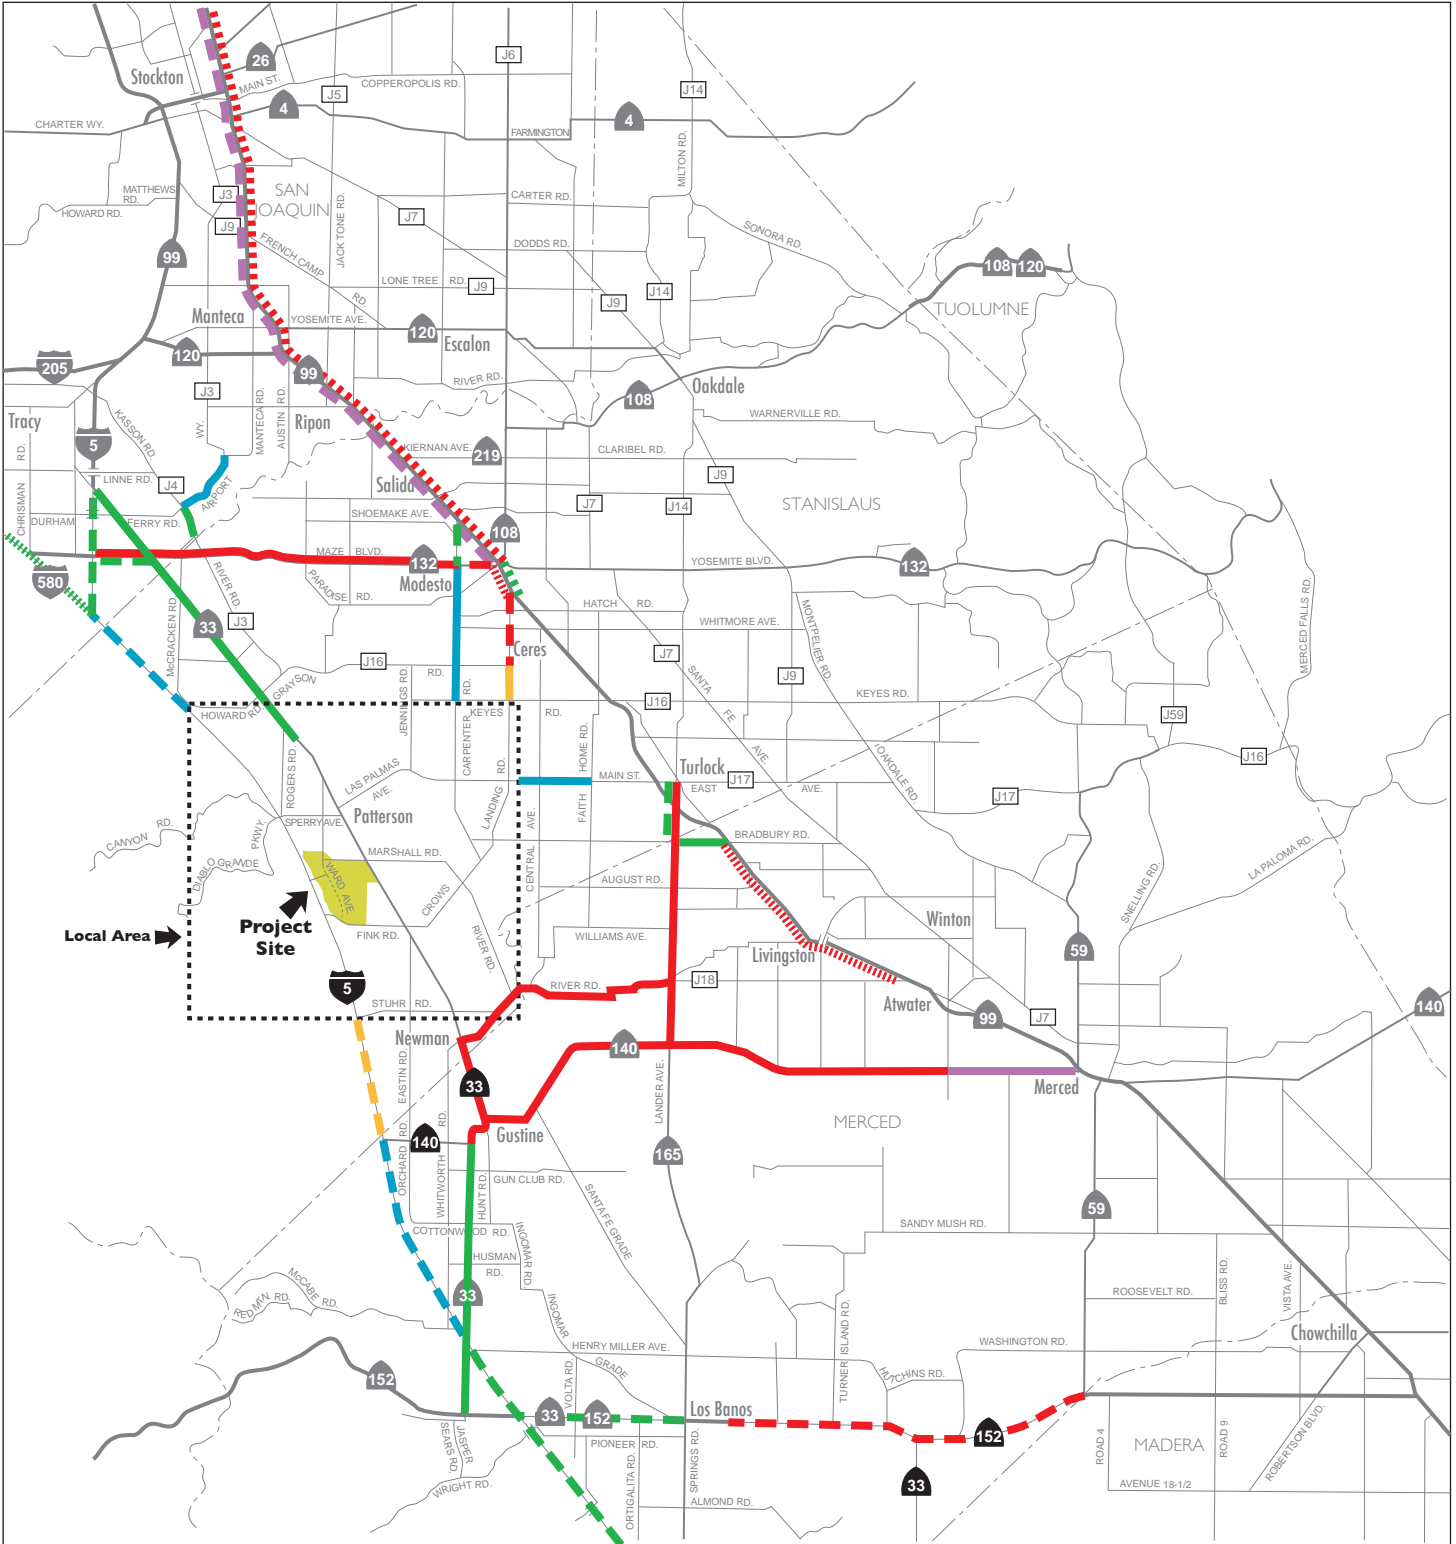 Stockton
26
MAIN ST.
J5
COPPEROPOLIS RD.
J6
J14
4
4
CHARTER WY.
FARMINGTON
MILTON RD.
MATTHEWS
RD.
HOWARD RD.
J3
J9
SAN
JOAQUIN
JACK TONE RD.
J7
CARTER RD.
FRENCH CAMP
RD.
DODDS RD.
SONORA RD.
99
LONE TREE RD.
J9
J9
J14
108
120
TUOLUMNE
Manteca
YOSEMITE AVE.
120
Escalon
120
205
99
RIVER RD.
108
Oakdale
J3
WY.
MANTECA RD.
AUSTIN RD.
Tracy
KASSON RD.
Ripon
WARNERVILLE RD.
5
RD.
CHRISMAN
KIERNAN AVE.
219
CLARIBEL RD.
LINNE RD.
J4
AIRPORT
Salida
J9
J7
J14
STANISLAUS
DURHAM
FERRY RD.
SHOEMAKE AVE.
108
MAZE BLVD.
132
Modesto
YOSEMITE BLVD.
132
580
PARADISE RD.
RIVER RD.
J3
McCRACKEN RD.
33
HATCH RD.
WHITMORE AVE.
MONTPELIER RD.
MERCED FALLS RD.
Ceres
J16
GRAYSON
RD.
JENNINGS RD.
RD.
J7
SANTA
FE
AVE.
J9
J16
KEYES RD.
HOWARD
RD.
KEYES
RD.
CARPENTER
RD.
J59
J16
ROGERS RD.
LAS PALMAS
AVE.
LANDING
RD.
HOME RD.
FAITH
MAIN ST.
Turlock
J17
EAST
AVE.
OAKDALE RD.
J17
CANYON RD.
SPERRY AVE.
PKWY.
Patterson
CENTRAL AVE.
BRADBURY RD.
DIABLO GRANDE
MARSHALL RD.
WARD AVE
AUGUST RD.
CROWS
SNELLING RD.
LA PALOMA RD.
Project
Site
Local Area
FINK RD.
RIVER RD.
WILLIAMS AVE.
Winton
Livingston
59
5
STUHR RD.
RIVER RD.
J18
Atwater
99
J7
140
Newman
140
EASTIN RD.
33
LANDER AVE.
Merced
MERCED
Gustine
140
165
ORCHARD RD.
WHITWORTH RD.
HUNT RD.
GUN CLUB RD.
SANTA FE GRADE
59
COTTONWOOD RD.
SANDY MUSH RD.
INGOMAR RD
HUSMAN
RD.
McCABE RD.
RED MTN. RD.
33
INGOMAR
GRADE
ROOSEVELT RD.
BLISS RD.
VISTA AVE.
Chowchilla
TURNER ISLAND RD.
HENRY MILLER AVE.
WASHINGTON RD.
HUTCHINS RD.
152
VOLTA RD.
33
152
Los Banos
152
JASPER
SEARS RD.
PIONEER RD.
ORTIGALITA RD.
SPRINGS RD.
ROAD 4
MADERA
ROAD 9
ROBERTSON BLVD.
WRIGHT RD.
33
ALMOND RD.
AVENUE 18-1/2